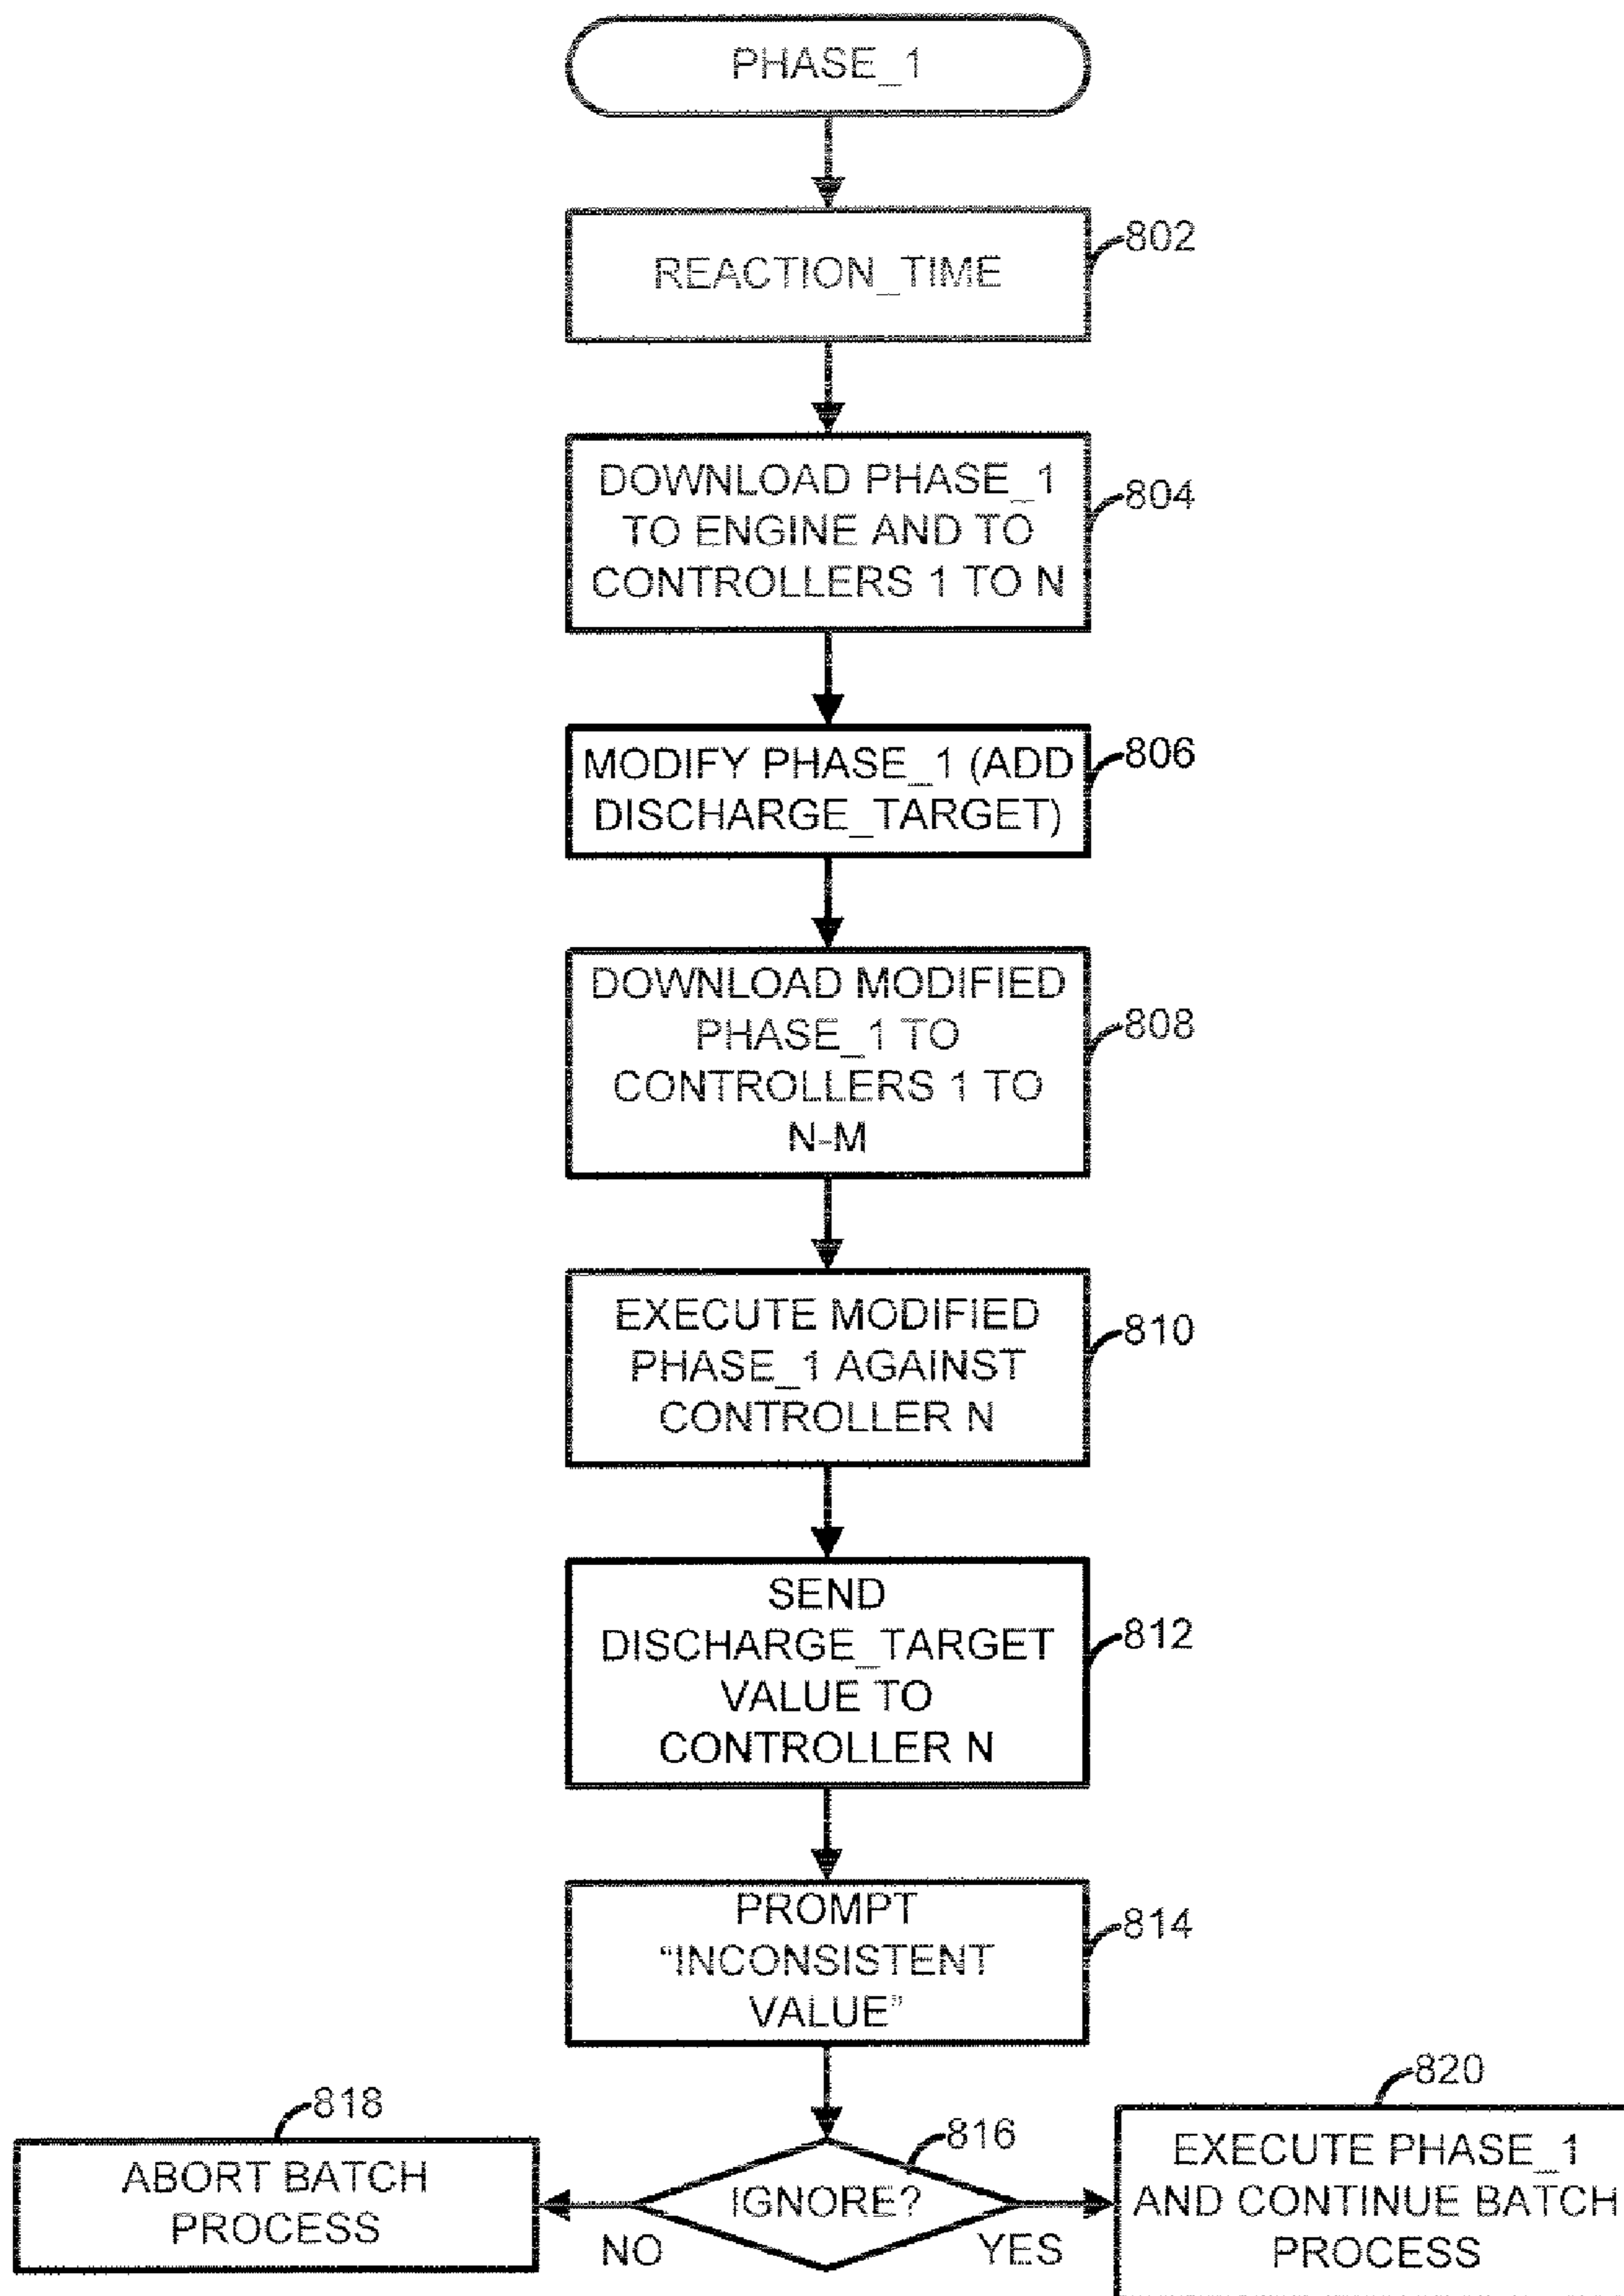 PHASE_1
REACTION_TIME
802
DOWNLOAD PHASE_1
TO ENGINE AND TO
CONTROLLERS 1 TO N
804
MODIFY PHASE_1 (ADD
DISCHARGE_TARGET)
806
DOWNLOAD MODIFIED
PHASE_1 TO
CONTROLLERS 1 TO
N-M
808
EXECUTE MODIFIED
PHASE_1 AGAINST
CONTROLLER N
810
SEND
DISCHARGE_TARGET
VALUE TO
CONTROLLER N
812
PROMPT
“INCONSISTENT
VALUE”
814
818
ABORT BATCH
PROCESS
816
IGNORE?
NO
YES
820
EXECUTE PHASE_1
AND CONTINUE BATCH
PROCESS